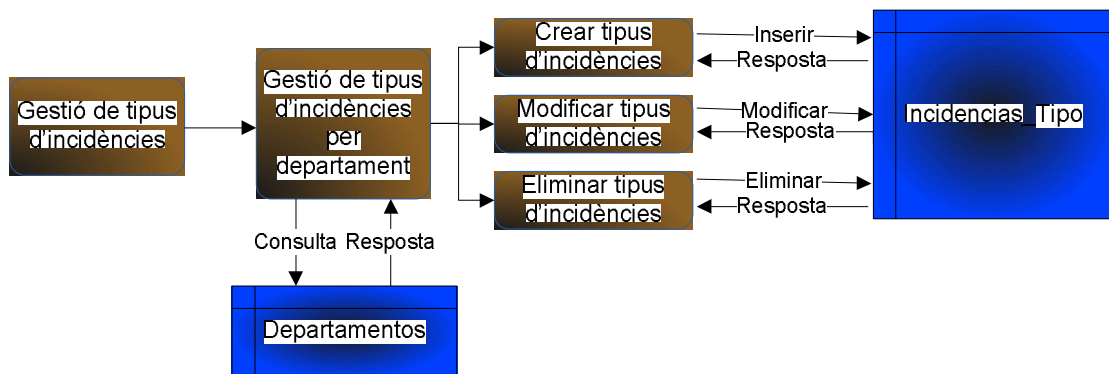 Gestió de tipus
d'incidències
Gestió de tipus
d'incidències
per
departament
Consulta
Resposta
Departamentos
Crear tipus
d'incidències
Inserir
Resposta
Modificar tipus
d'incidències
Modificar
Resposta
Eliminar tipus
d'incidències
Eliminar
Resposta
Incidencias_Tipo